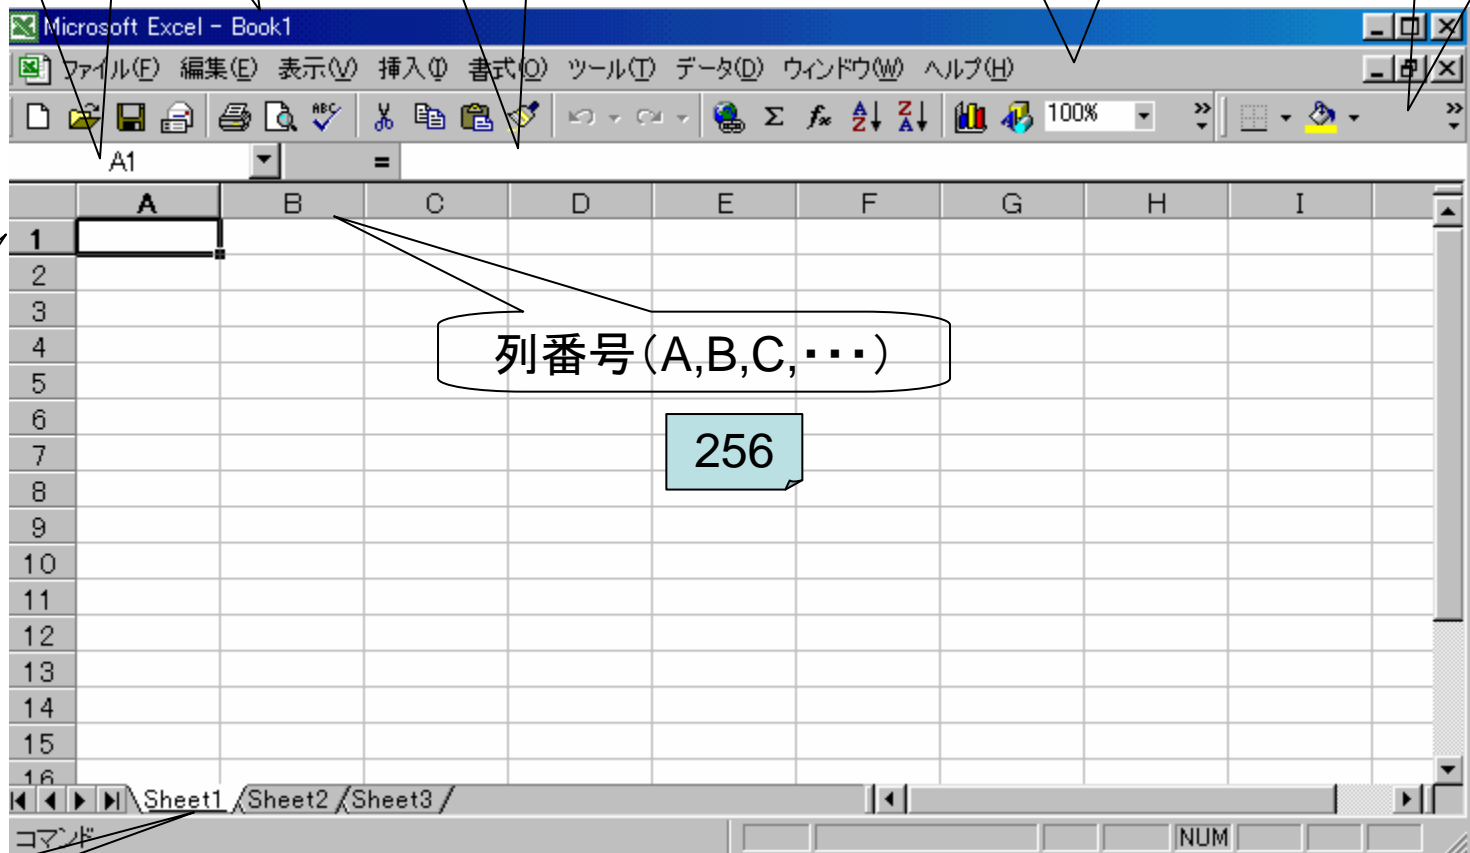 Microsoft Excel - Book1
ファイル(F) 編集(E) 表示(V) 挿入(I) 書式(O) ツール(T) データ(D) ウィンドウ(W) ヘルプ(H)
ABC Σ fx A Z Z A 100%
A1 =
A B C D E F G H I
1
2
3
列番号(A,B,C,・・・)
4
5
6
256
7
8
9
10
11
12
13
14
15
16
Sheet1 Sheet2 Sheet3
コマンド NUM